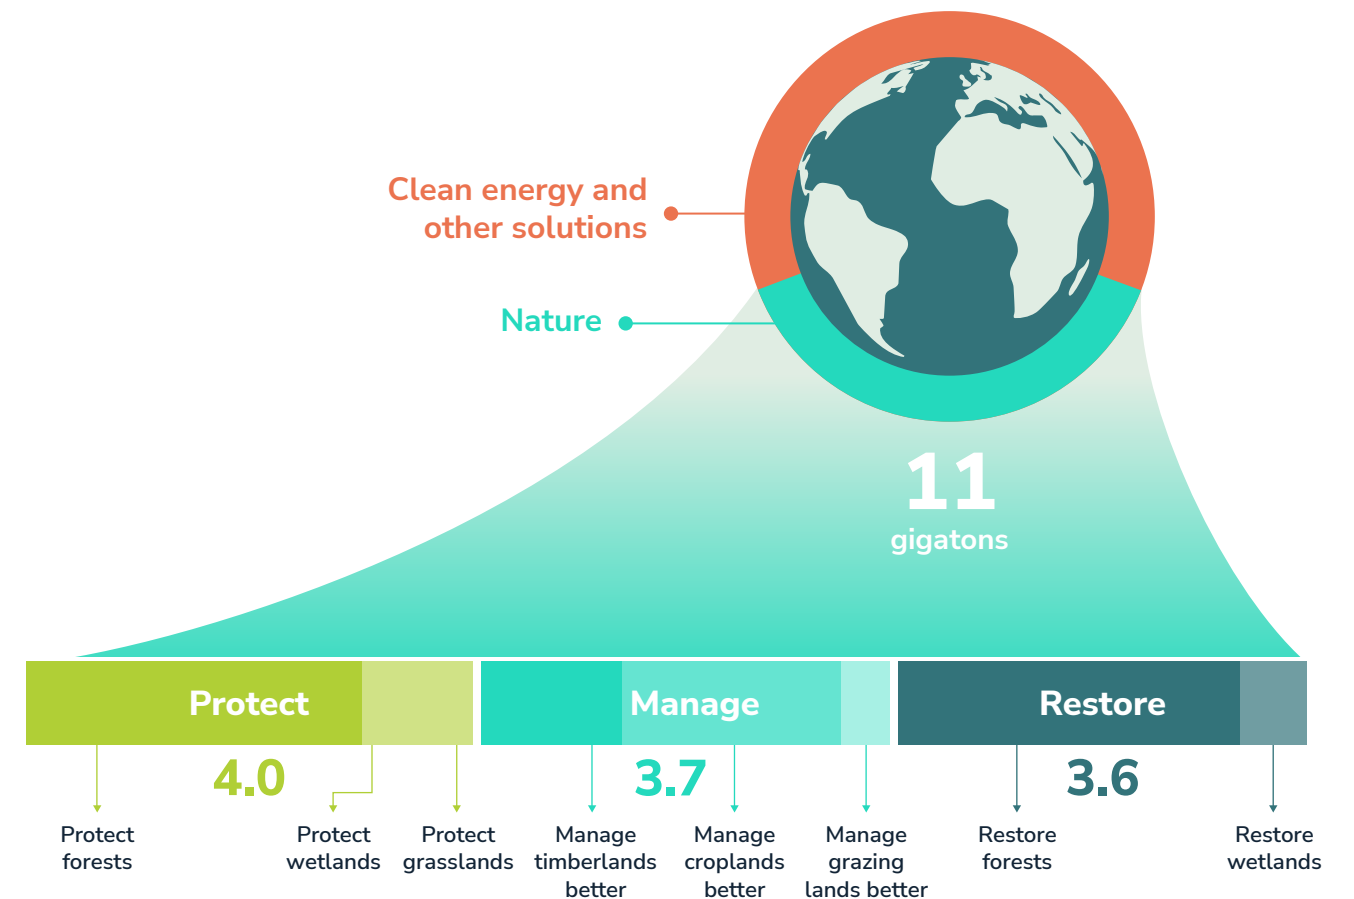 Clean energy and
other solutions
Nature
11
gigatons
Protect
Manage
Restore
4.0
3.7
3.6
Protect
forests
Protect
wetlands
Protect
grasslands
Manage
timberlands
better
Manage
croplands
better
Manage
grazing
lands better
Restore
forests
Restore
wetlands